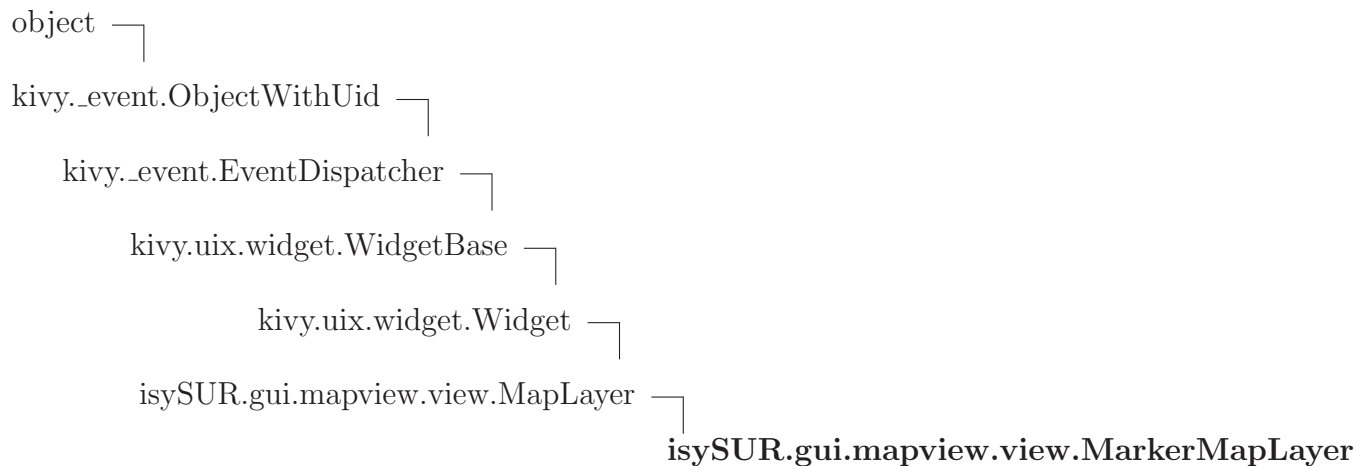 object
kivy._event.ObjectWithUid
kivy._event.EventDispatcher
kivy.uix.widget.WidgetBase
kivy.uix.widget.Widget
isySUR.gui.mapview.view.MapLayer
isySUR.gui.mapview.view.MarkerMapLayer